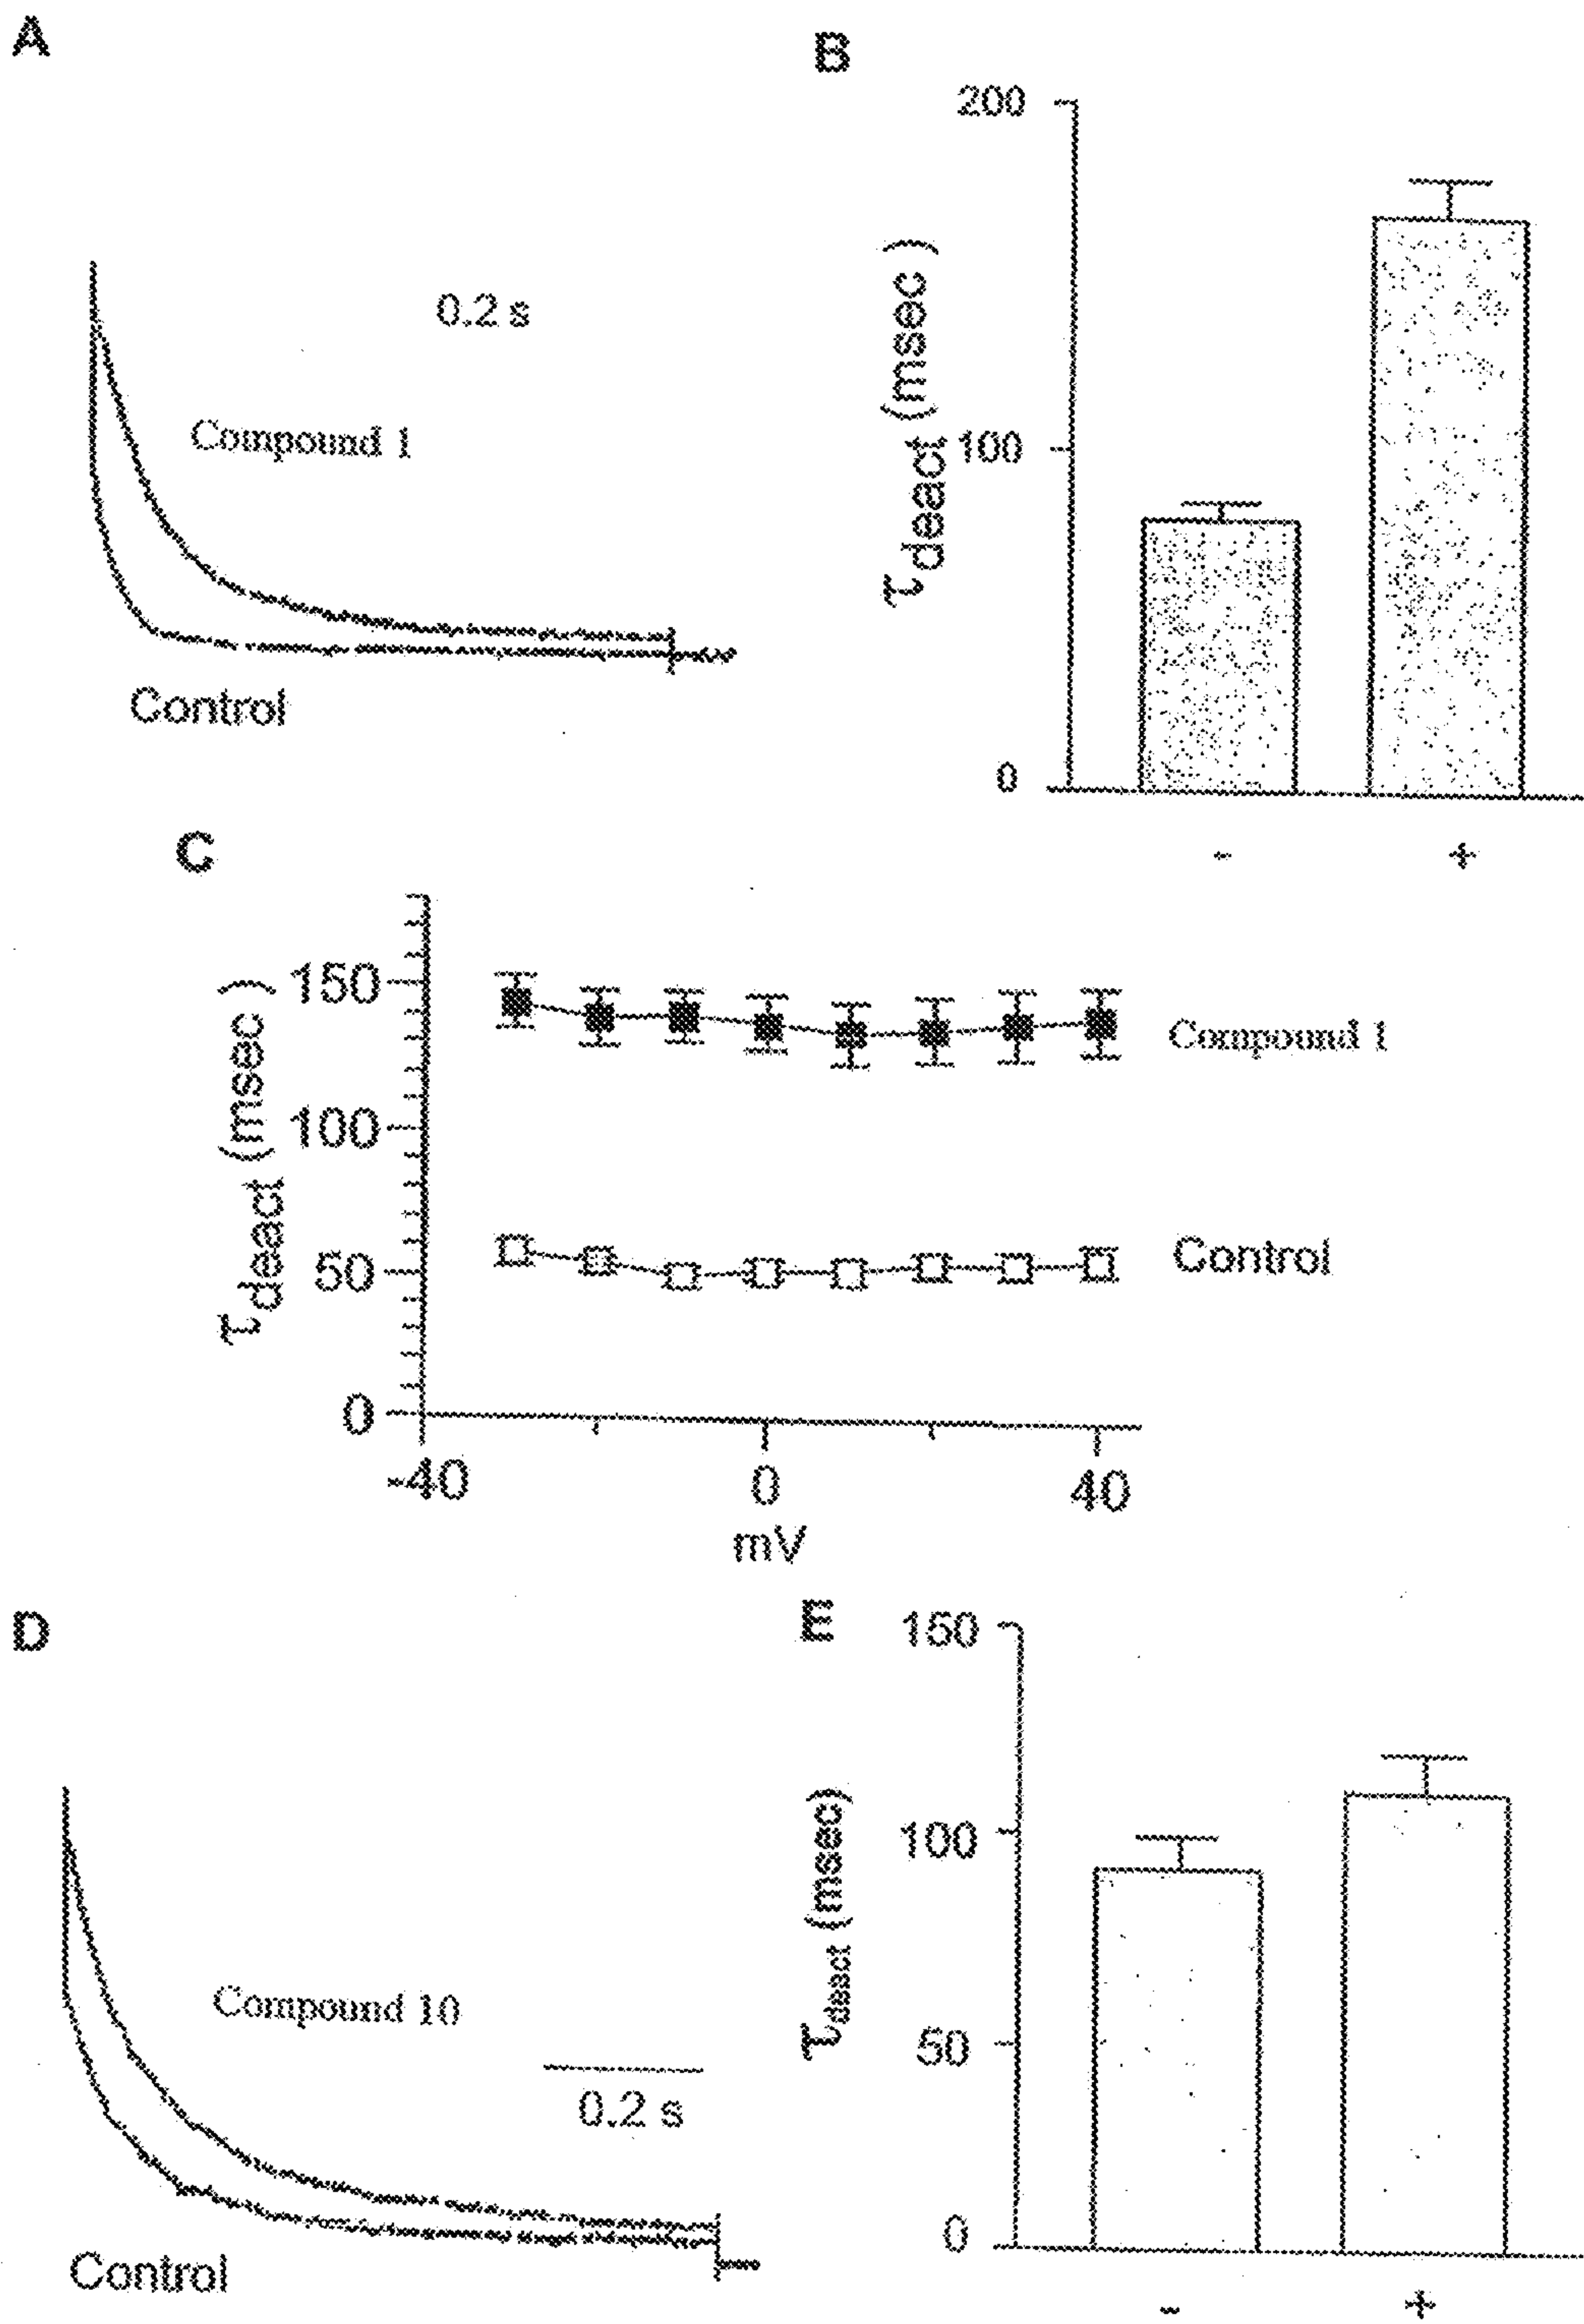 A
0.2 s
Compound 1
Control
B
200
100
0
τdeact (msec )
- +
C
150
100
50
0
τdeact (msec )
Compound 1
Control
-40 0 40
mV
D
Compound 10
0.2 s
Control
E
150
100
50
0
τdeact (msec)
- +